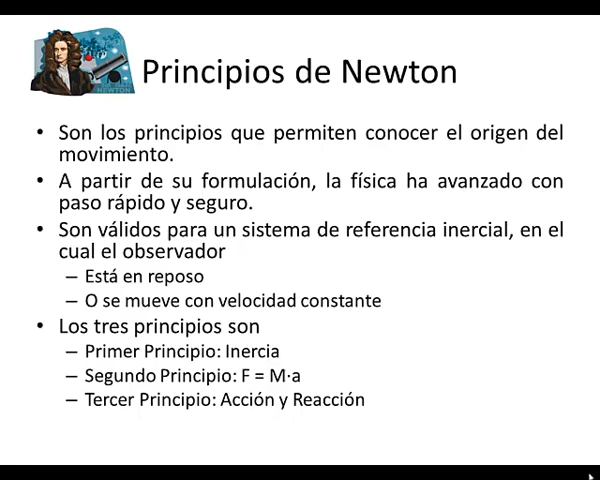 NEWTON
Principios de Newton
• Son los principios que permiten conocer el origen del
movimiento.
• A partir de su formulación, la física ha avanzado con
paso rápido y seguro.
• Son válidos para un sistema de referencia inercial, en el
cual el observador
– Está en reposo
– O se mueve con velocidad constante
• Los tres principios son
– Primer Principio: Inercia
– Segundo Principio: F = M·a
– Tercer Principio: Acción y Reacción